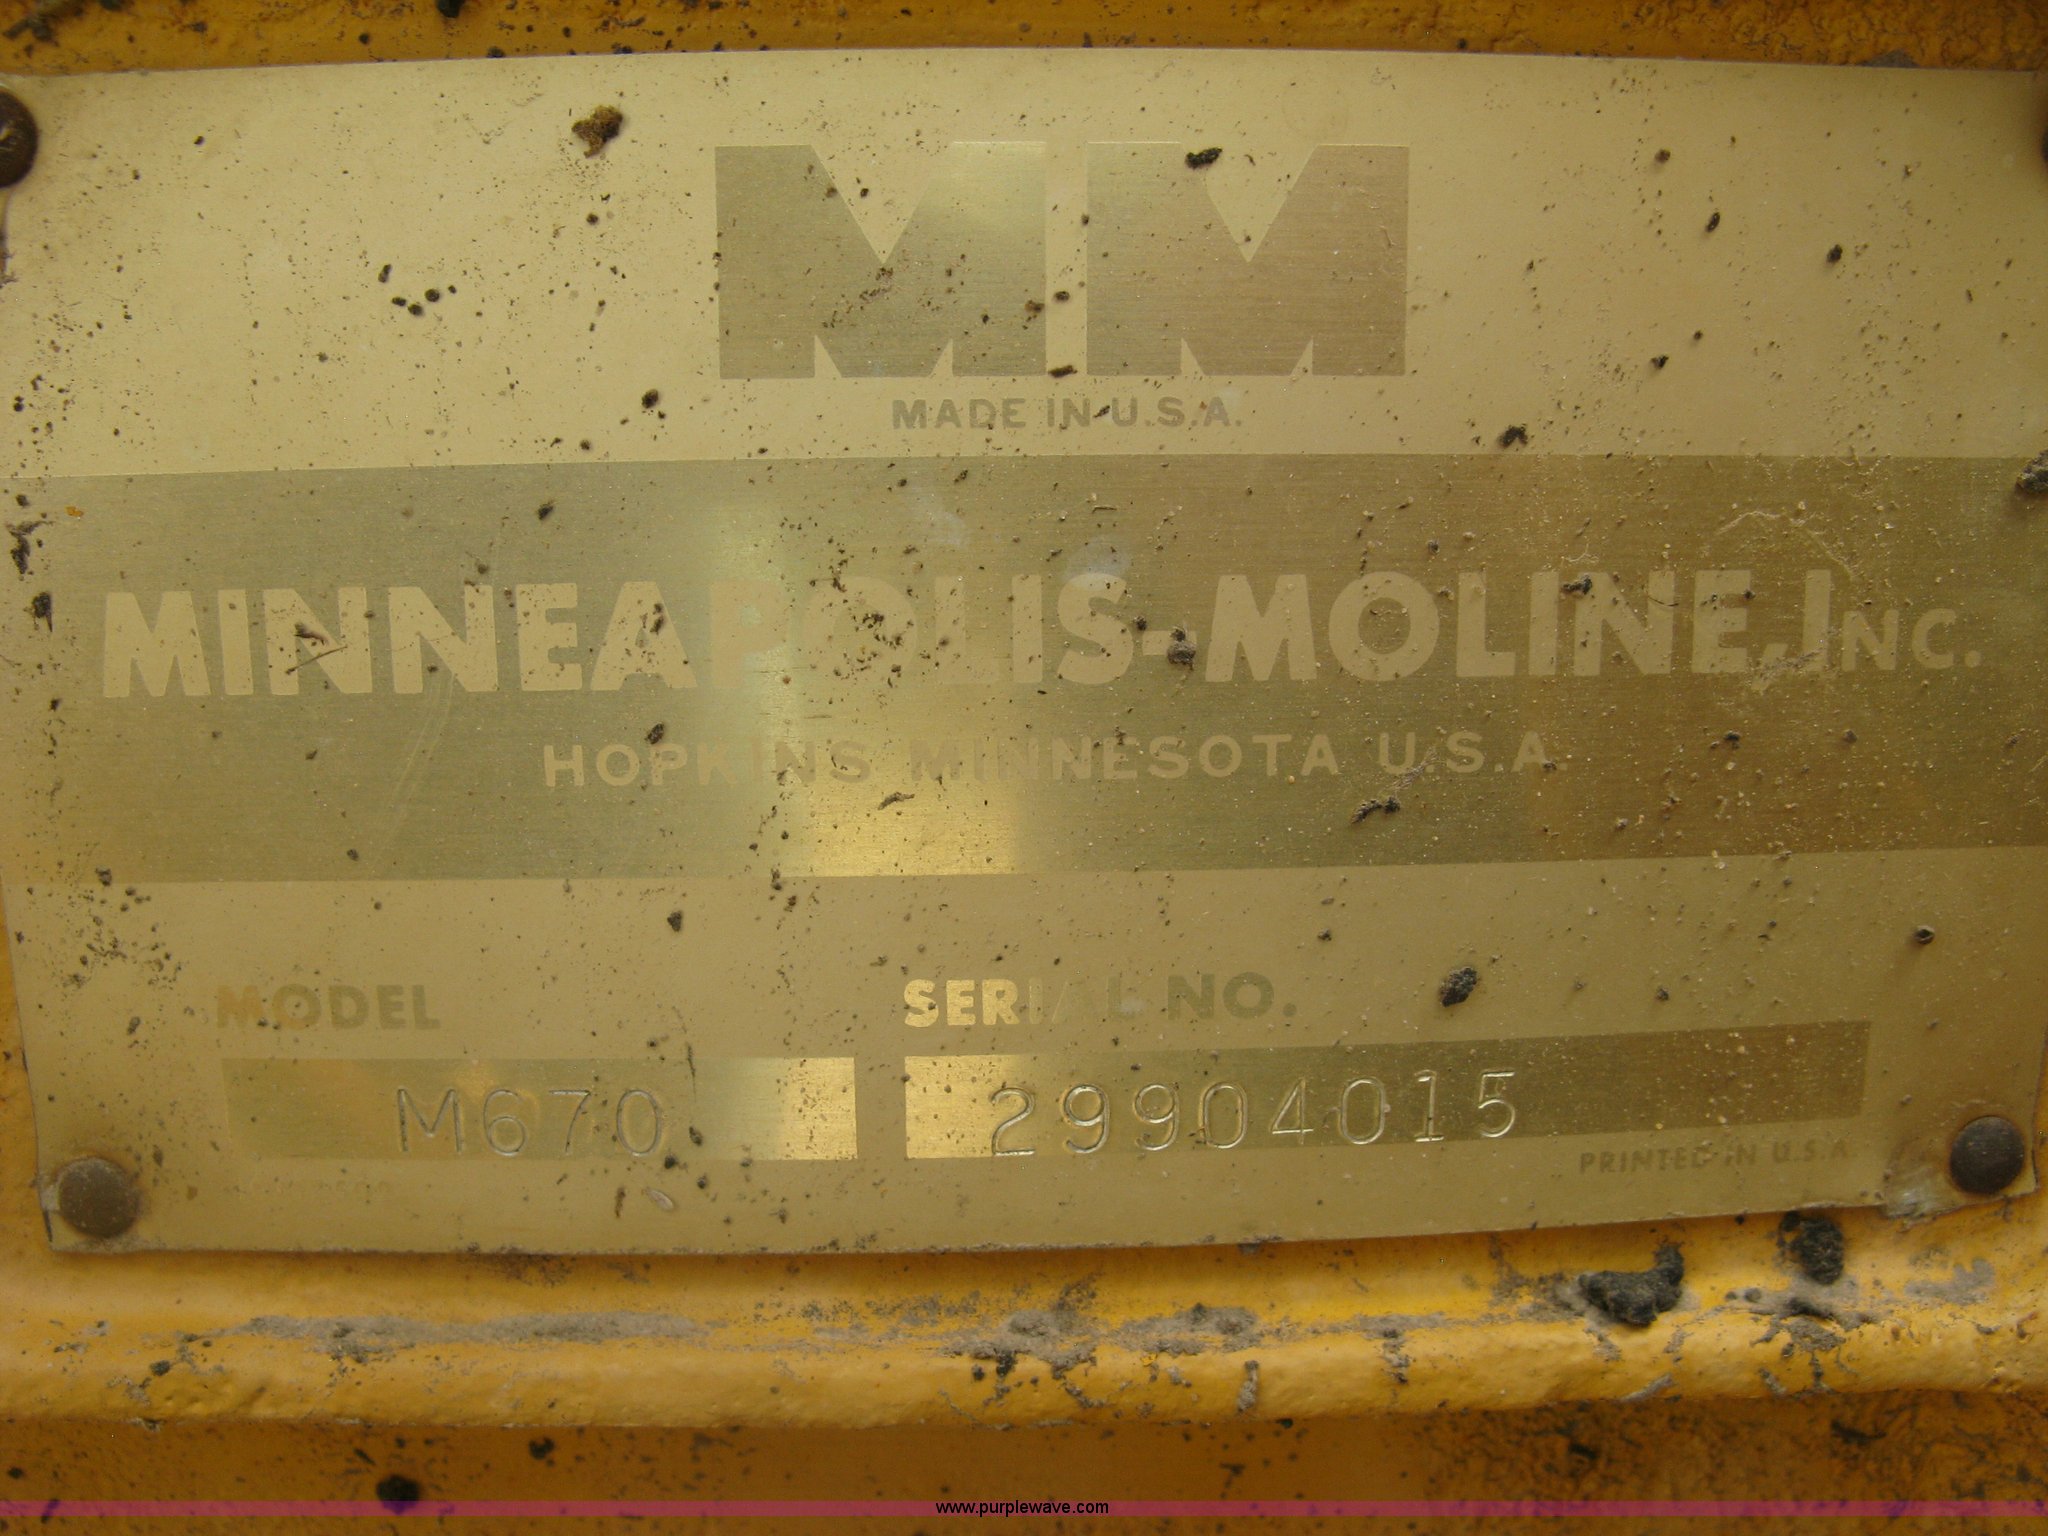 MM
MADE IN U.S.A.
MINNEAPOLIS-MOLINE, INC.
HOPKINS MINNESOTA U.S.A.
MODEL SERIAL NO.
M670 29904015
PRINTED IN U.S.A.
www.purplewave.com